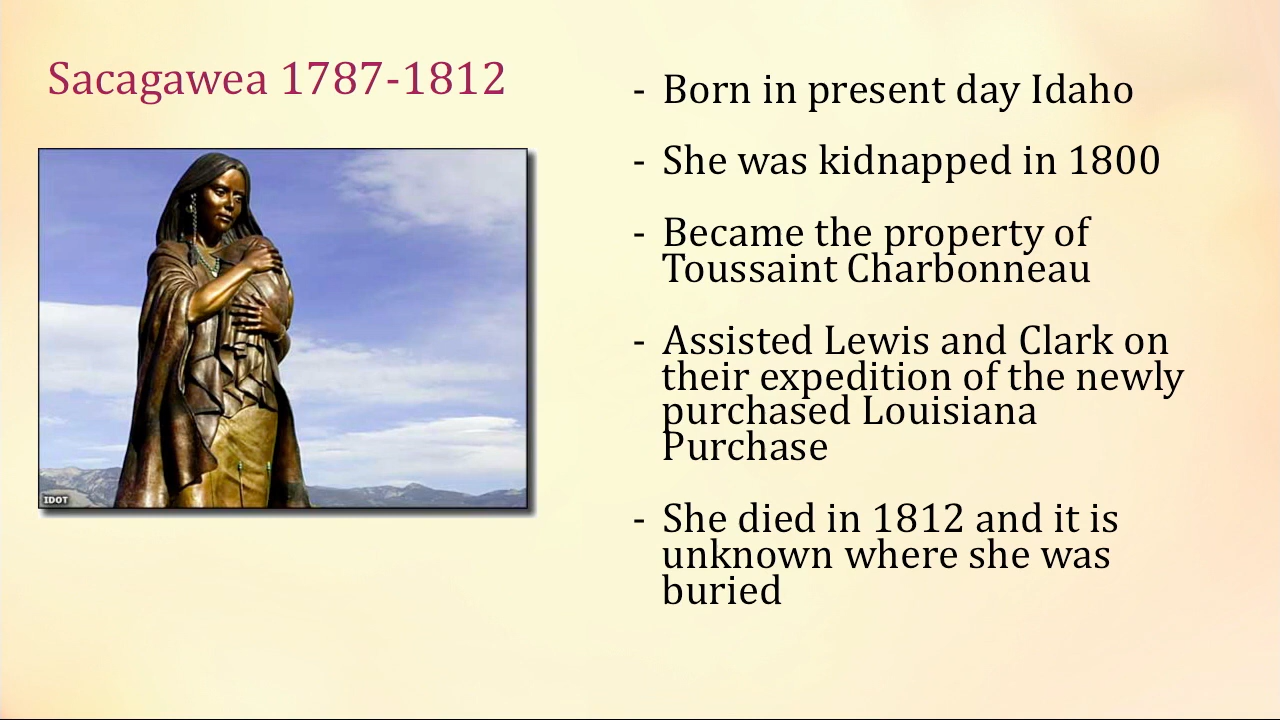 Sacagawea 1787-1812
IDOT
- Born in present day Idaho
- She was kidnapped in 1800
- Became the property of
Toussaint Charbonneau
- Assisted Lewis and Clark on
their expedition of the newly
purchased Louisiana
Purchase
- She died in 1812 and it is
unknown where she was
buried